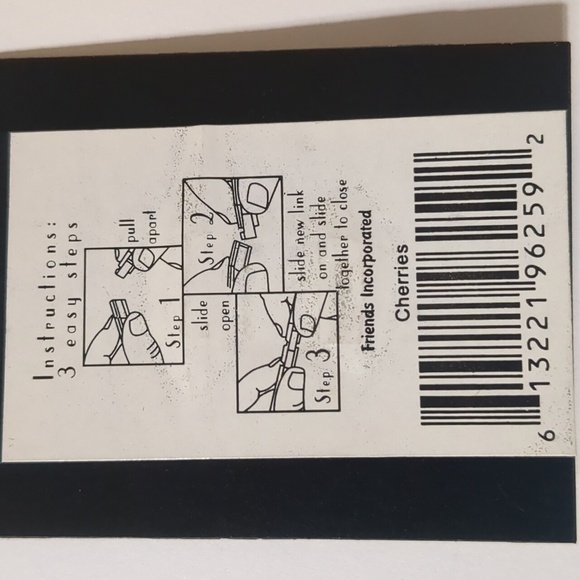 Instructions:
3 easy steps
pull
apart
Step 1
slide
open
Step 2
slide new link
on and slide
together to close
Step 3
Friends Incorporated
Cherries
6 13221 96259 2